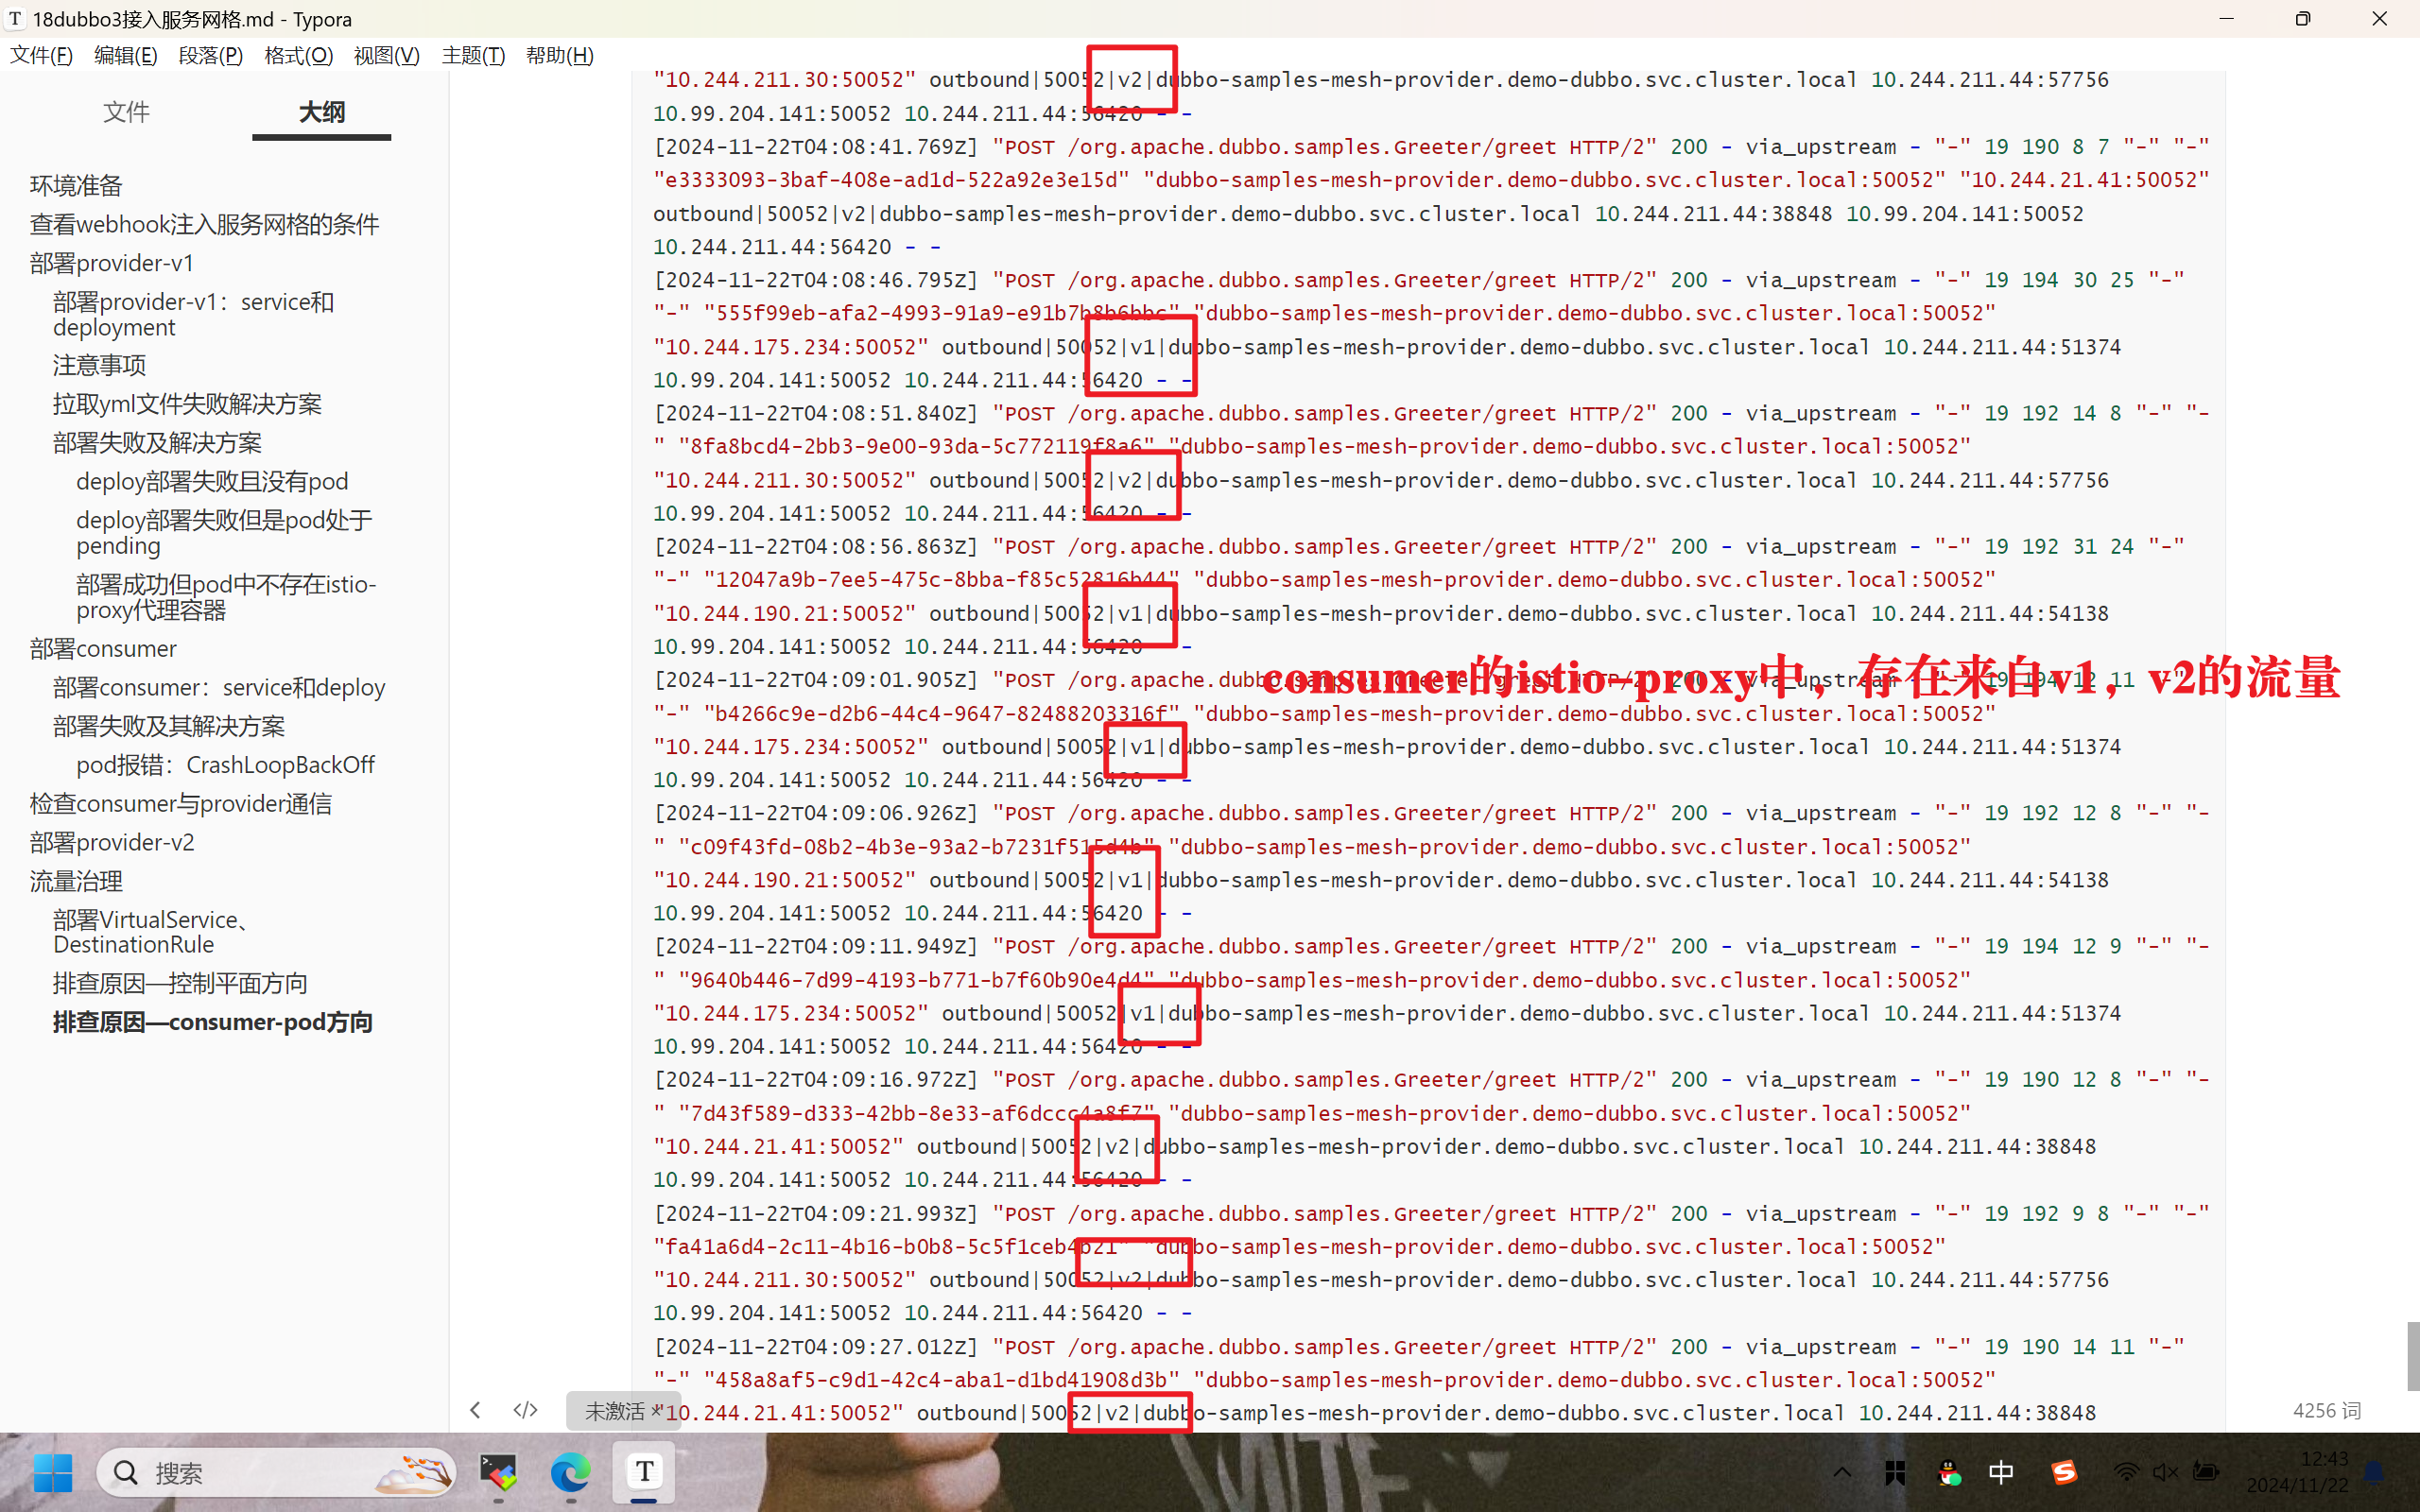 18dubbo3接入服务网格.md - Typora
文件(F) 编辑(E) 段落(P) 格式(O) 视图(V) 主题(T) 帮助(H)
文件 大纲
环境准备
查看webhook注入服务网格的条件
部署provider-v1
部署provider-v1：service和
deployment
注意事项
拉取yml文件失败解决方案
部署失败及解决方案
deploy部署失败且没有pod
deploy部署失败但是pod处于
pending
部署成功但pod中不存在istio-
proxy代理容器
部署consumer
部署consumer：service和deploy
部署失败及其解决方案
pod报错：CrashLoopBackOff
检查consumer与provider通信
部署provider-v2
流量治理
部署VirtualService、
DestinationRule
排查原因—控制平面方向
排查原因—consumer-pod方向
"10.244.211.30:50052" outbound|50052|v2|dubbo-samples-mesh-provider.demo-dubbo.svc.cluster.local 10.244.211.44:57756
10.99.204.141:50052 10.244.211.44:56420 - -
[2024-11-22T04:08:41.769Z] "POST /org.apache.dubbo.samples.Greeter/greet HTTP/2" 200 - via_upstream - "-" 19 190 8 7 "-" "-"
"e3333093-3baf-408e-ad1d-522a92e3e15d" "dubbo-samples-mesh-provider.demo-dubbo.svc.cluster.local:50052" "10.244.21.41:50052"
outbound|50052|v2|dubbo-samples-mesh-provider.demo-dubbo.svc.cluster.local 10.244.211.44:38848 10.99.204.141:50052
10.244.211.44:56420 - -
[2024-11-22T04:08:46.795Z] "POST /org.apache.dubbo.samples.Greeter/greet HTTP/2" 200 - via_upstream - "-" 19 194 30 25 "-"
"-" "555f99eb-afa2-4993-91a9-e91b7b8b6bbc" "dubbo-samples-mesh-provider.demo-dubbo.svc.cluster.local:50052"
"10.244.175.234:50052" outbound|50052|v1|dubbo-samples-mesh-provider.demo-dubbo.svc.cluster.local 10.244.211.44:51374
10.99.204.141:50052 10.244.211.44:56420 - -
[2024-11-22T04:08:51.840Z] "POST /org.apache.dubbo.samples.Greeter/greet HTTP/2" 200 - via_upstream - "-" 19 192 14 8 "-" "-
" "8fa8bcd4-2bb3-9e00-93da-5c772119f8a6" "dubbo-samples-mesh-provider.demo-dubbo.svc.cluster.local:50052"
"10.244.211.30:50052" outbound|50052|v2|dubbo-samples-mesh-provider.demo-dubbo.svc.cluster.local 10.244.211.44:57756
10.99.204.141:50052 10.244.211.44:56420 - -
[2024-11-22T04:08:56.863Z] "POST /org.apache.dubbo.samples.Greeter/greet HTTP/2" 200 - via_upstream - "-" 19 192 31 24 "-"
"-" "12047a9b-7ee5-475c-8bba-f85c52816b44" "dubbo-samples-mesh-provider.demo-dubbo.svc.cluster.local:50052"
"10.244.190.21:50052" outbound|50052|v1|dubbo-samples-mesh-provider.demo-dubbo.svc.cluster.local 10.244.211.44:54138
10.99.204.141:50052 10.244.211.44:56420 - -
consumer的istio-proxy中，存在来自v1，v2的流量
[2024-11-22T04:09:01.905Z] "POST /org.apache.dubbo.samples.Greeter/greet HTTP/2" 200 - via_upstream - "-" 19 194 12 11 "-"
"-" "b4266c9e-d2b6-44c4-9647-82488203316f" "dubbo-samples-mesh-provider.demo-dubbo.svc.cluster.local:50052"
"10.244.175.234:50052" outbound|50052|v1|dubbo-samples-mesh-provider.demo-dubbo.svc.cluster.local 10.244.211.44:51374
10.99.204.141:50052 10.244.211.44:56420 - -
[2024-11-22T04:09:06.926Z] "POST /org.apache.dubbo.samples.Greeter/greet HTTP/2" 200 - via_upstream - "-" 19 192 12 8 "-" "-
" "c09f43fd-08b2-4b3e-93a2-b7231f515d4b" "dubbo-samples-mesh-provider.demo-dubbo.svc.cluster.local:50052"
"10.244.190.21:50052" outbound|50052|v1|dubbo-samples-mesh-provider.demo-dubbo.svc.cluster.local 10.244.211.44:54138
10.99.204.141:50052 10.244.211.44:56420 - -
[2024-11-22T04:09:11.949Z] "POST /org.apache.dubbo.samples.Greeter/greet HTTP/2" 200 - via_upstream - "-" 19 194 12 9 "-" "-
" "9640b446-7d99-4193-b771-b7f60b90e4d4" "dubbo-samples-mesh-provider.demo-dubbo.svc.cluster.local:50052"
"10.244.175.234:50052" outbound|50052|v1|dubbo-samples-mesh-provider.demo-dubbo.svc.cluster.local 10.244.211.44:51374
10.99.204.141:50052 10.244.211.44:56420 - -
[2024-11-22T04:09:16.972Z] "POST /org.apache.dubbo.samples.Greeter/greet HTTP/2" 200 - via_upstream - "-" 19 190 12 8 "-" "-
" "7d43f589-d333-42bb-8e33-af6dccc4a8f7" "dubbo-samples-mesh-provider.demo-dubbo.svc.cluster.local:50052"
"10.244.21.41:50052" outbound|50052|v2|dubbo-samples-mesh-provider.demo-dubbo.svc.cluster.local 10.244.211.44:38848
10.99.204.141:50052 10.244.211.44:56420 - -
[2024-11-22T04:09:21.993Z] "POST /org.apache.dubbo.samples.Greeter/greet HTTP/2" 200 - via_upstream - "-" 19 192 9 8 "-" "-"
"fa41a6d4-2c11-4b16-b0b8-5c5f1ceb4b21" "dubbo-samples-mesh-provider.demo-dubbo.svc.cluster.local:50052"
"10.244.211.30:50052" outbound|50052|v2|dubbo-samples-mesh-provider.demo-dubbo.svc.cluster.local 10.244.211.44:57756
10.99.204.141:50052 10.244.211.44:56420 - -
[2024-11-22T04:09:27.012Z] "POST /org.apache.dubbo.samples.Greeter/greet HTTP/2" 200 - via_upstream - "-" 19 190 14 11 "-"
"-" "458a8af5-c9d1-42c4-aba1-d1bd41908d3b" "dubbo-samples-mesh-provider.demo-dubbo.svc.cluster.local:50052"
"10.244.21.41:50052" outbound|50052|v2|dubbo-samples-mesh-provider.demo-dubbo.svc.cluster.local 10.244.211.44:38848
未激活 ×
4256 词
搜索
中
12:43
2024/11/22